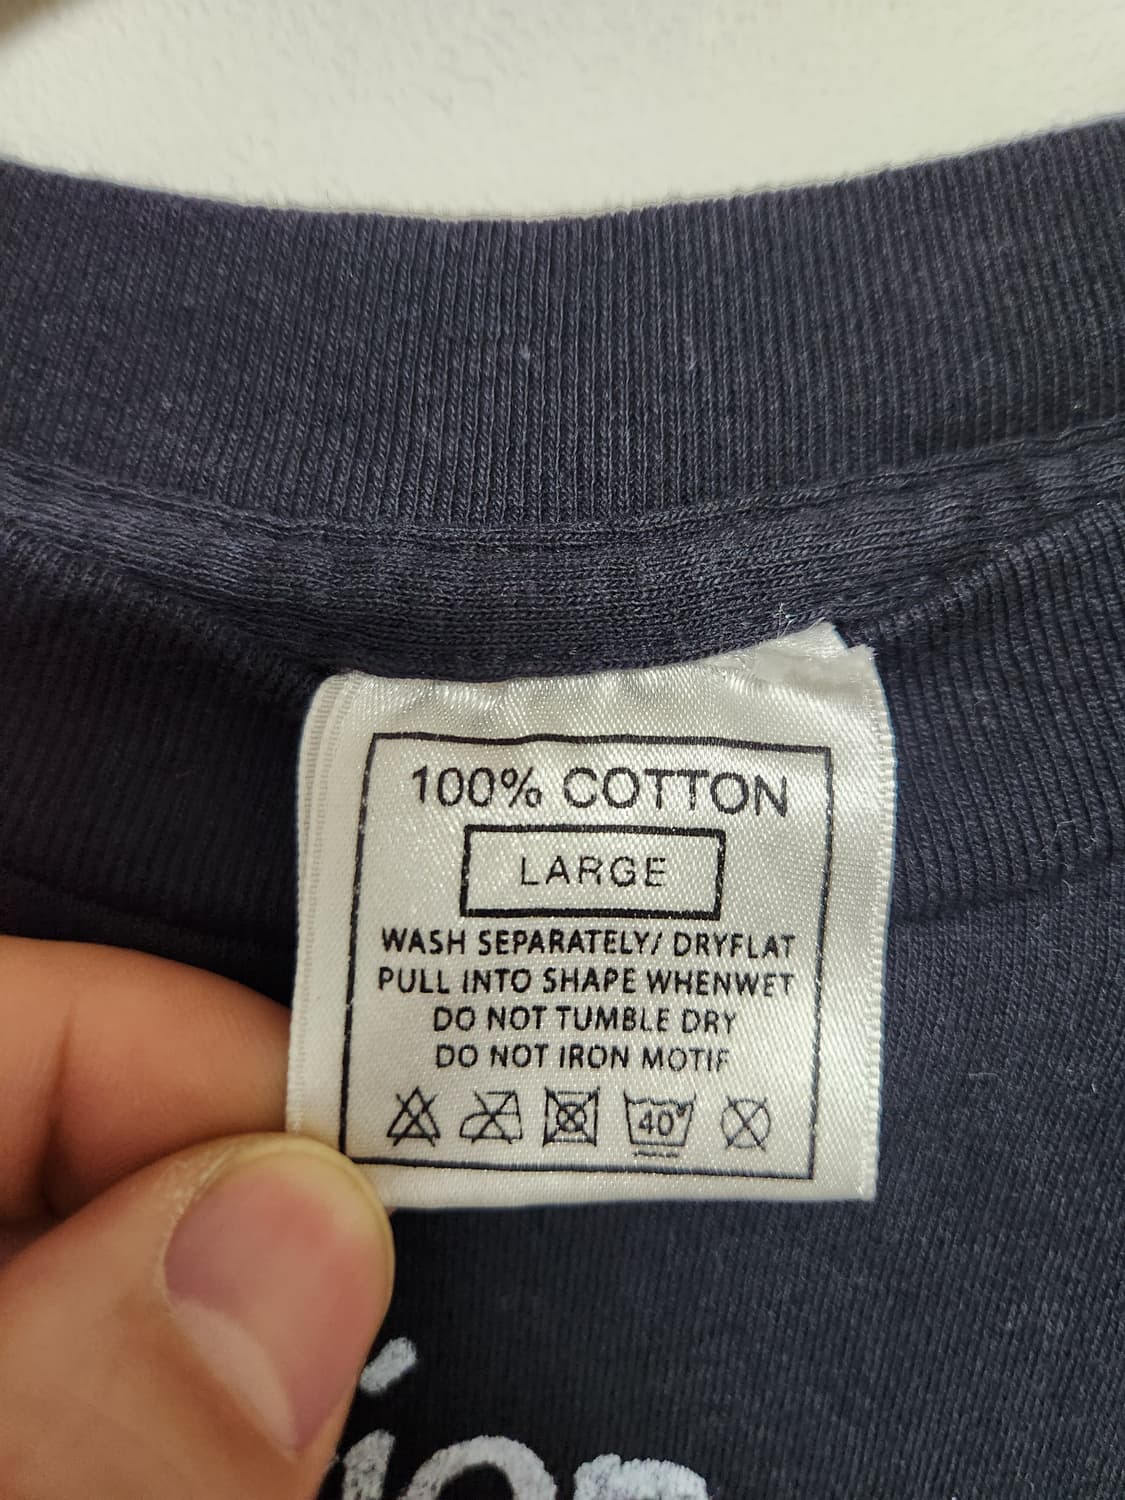 100% COTTON
LARGE
WASH SEPARATELY/ DRYFLAT
PULL INTO SHAPE WHENWET
DO NOT TUMBLE DRY
DO NOT IRON MOTIF
40°